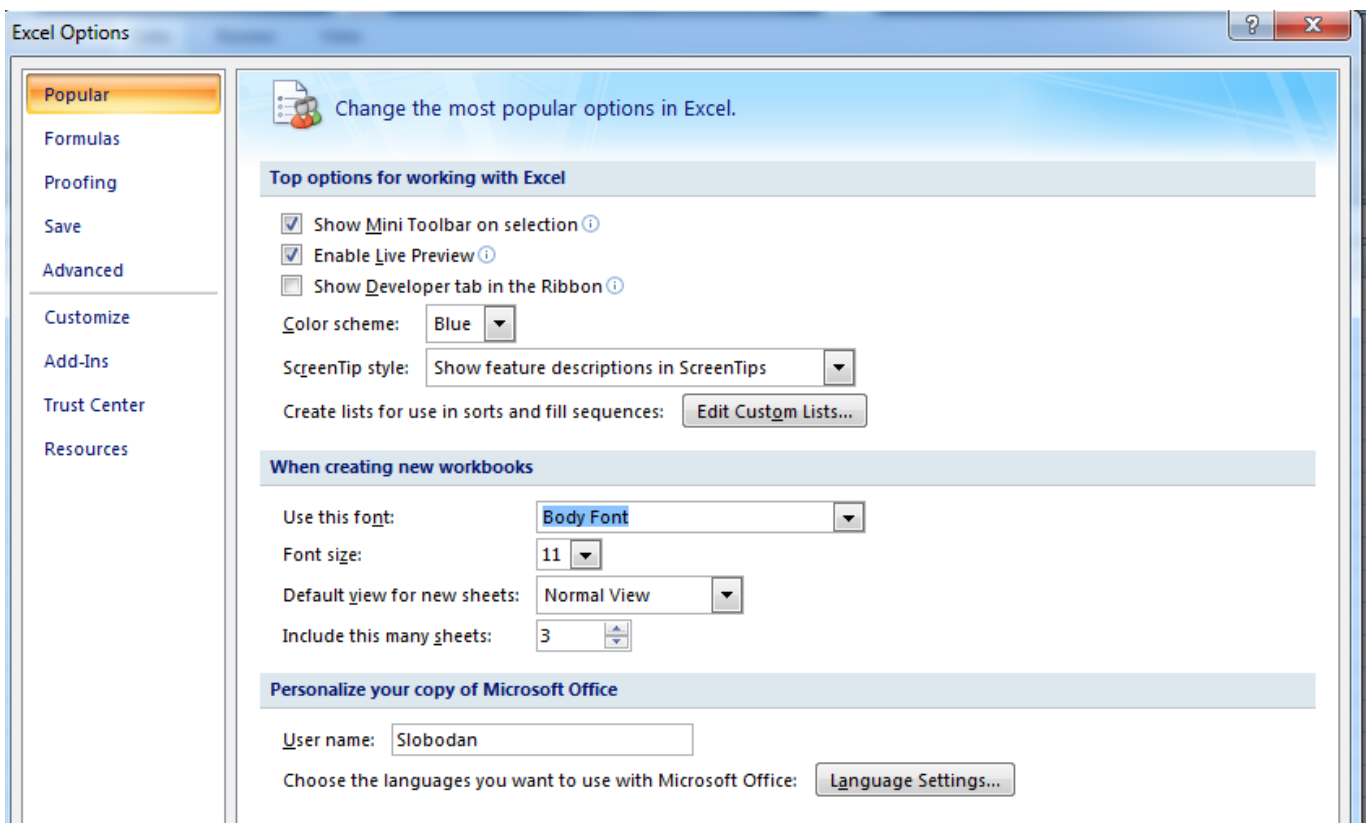 Excel Options
Popular
Formulas
Proofing
Save
Advanced
Customize
Add-Ins
Trust Center
Resources
Change the most popular options in Excel.
Top options for working with Excel
Show Mini Toolbar on selection
Enable Live Preview
Show Developer tab in the Ribbon
Color scheme: Blue
ScreenTip style: Show feature descriptions in ScreenTips
Create lists for use in sorts and fill sequences: Edit Custom Lists...
When creating new workbooks
Use this font: Body Font
Font size: 11
Default view for new sheets: Normal View
Include this many sheets: 3
Personalize your copy of Microsoft Office
User name: Slobodan
Choose the languages you want to use with Microsoft Office: Language Settings...